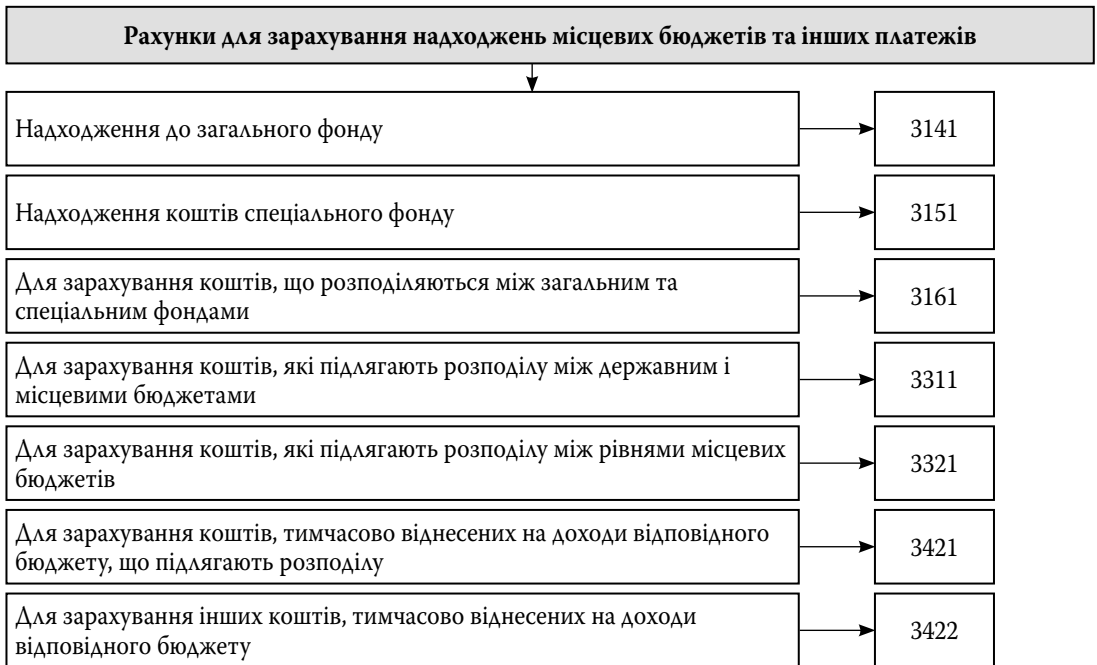 Рахунки для зарахування надходжень місцевих бюджетів та інших платежів
Надходження до загального фонду
3141
Надходження коштів спеціального фонду
3151
Для зарахування коштів, що розподіляються між загальним та
спеціальним фондами
3161
Для зарахування коштів, які підлягають розподілу між державним і
місцевими бюджетами
3311
Для зарахування коштів, які підлягають розподілу між рівнями місцевих
бюджетів
3321
Для зарахування коштів, тимчасово віднесених на доходи відповідного
бюджету, що підлягають розподілу
3421
Для зарахування інших коштів, тимчасово віднесених на доходи
відповідного бюджету
3422